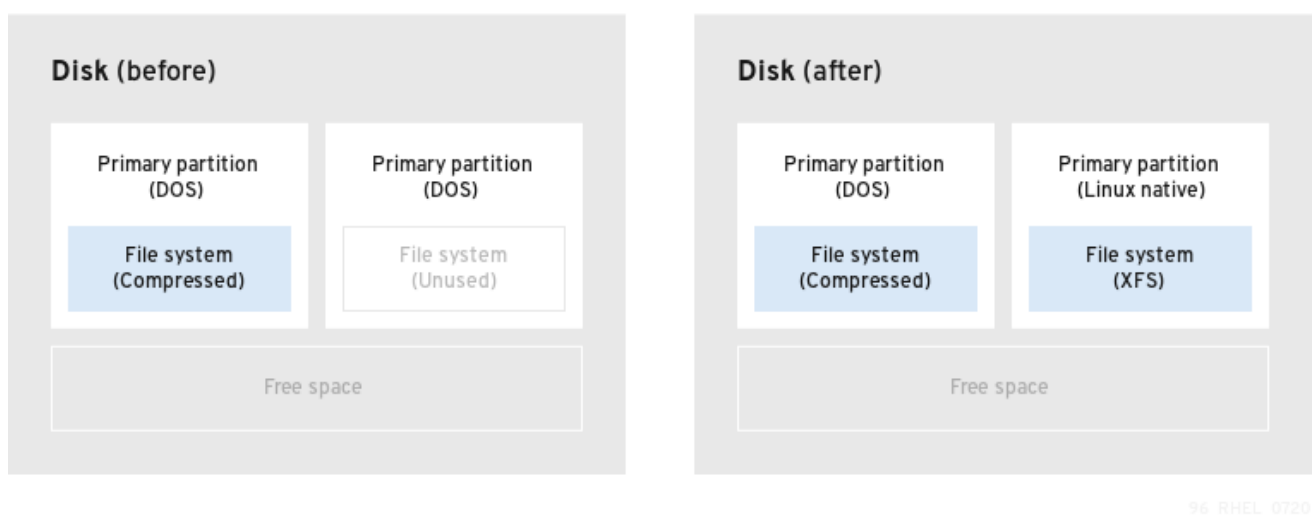 Disk (before)
Primary partition
(DOS)
File system
(Compressed)
Primary partition
(DOS)
File system
(Unused)
Free space
Disk (after)
Primary partition
(DOS)
File system
(Compressed)
Primary partition
(Linux native)
File system
(XFS)
Free space
96_RHEL_0720